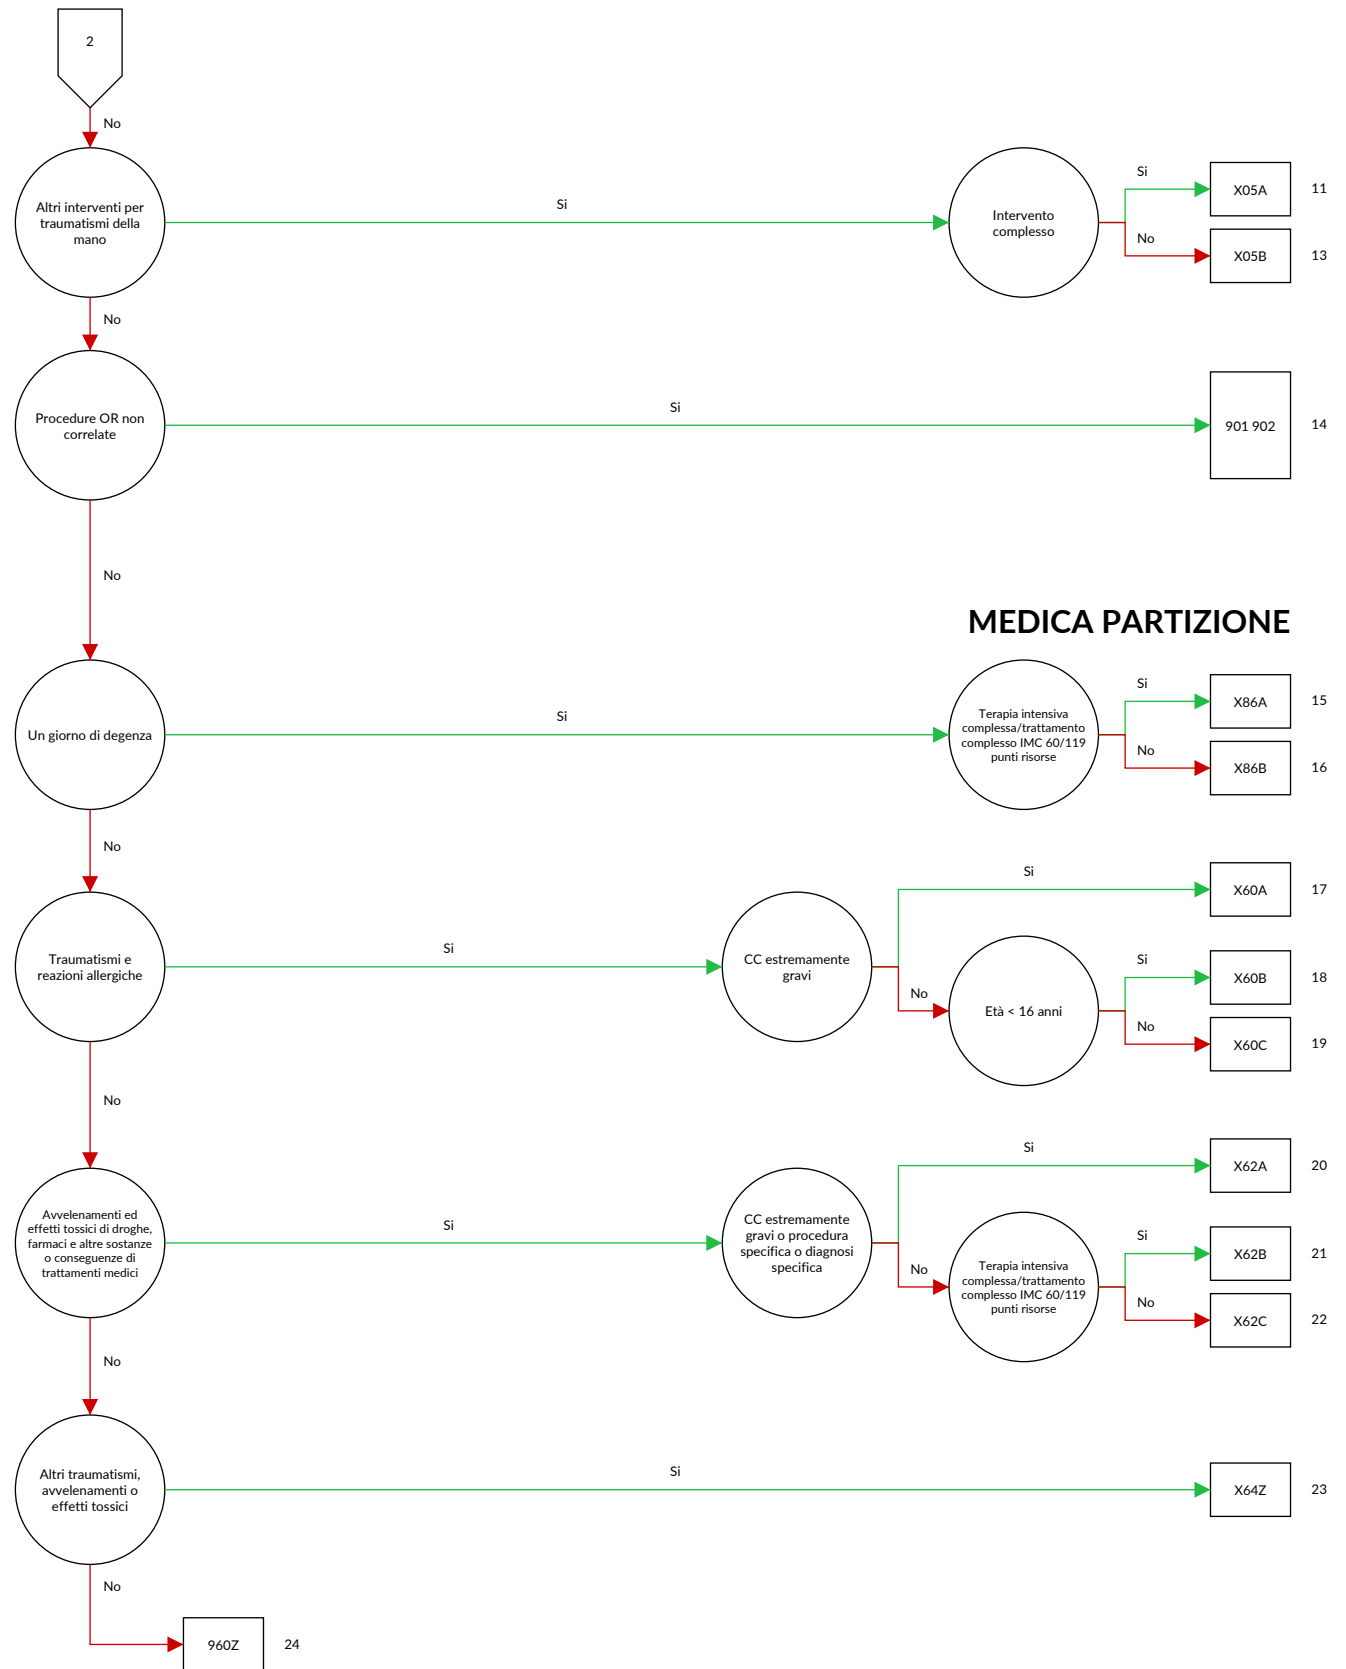 2
No
Altri interventi per
traumatismi della
mano
Si
Intervento
complesso
Si
X05A
11
No
X05B
13
No
Procedure OR non
correlate
Si
901 902
14
No
MEDICA PARTIZIONE
Un giorno di degenza
Si
Terapia intensiva
complessa/trattamento
complesso IMC 60/119
punti risorse
Si
X86A
15
No
X86B
16
No
Traumatismi e
reazioni allergiche
Si
CC estremamente
gravi
Si
X60A
17
No
Età < 16 anni
Si
X60B
18
No
X60C
19
No
Avvelenamenti ed
effetti tossici di droghe,
farmaci e altre sostanze
o conseguenze di
trattamenti medici
Si
CC estremamente
gravi o procedura
specifica o diagnosi
specifica
Si
X62A
20
No
Terapia intensiva
complessa/trattamento
complesso IMC 60/119
punti risorse
Si
X62B
21
No
X62C
22
No
Altri traumatismi,
avvelenamenti o
effetti tossici
Si
X64Z
23
No
960Z
24